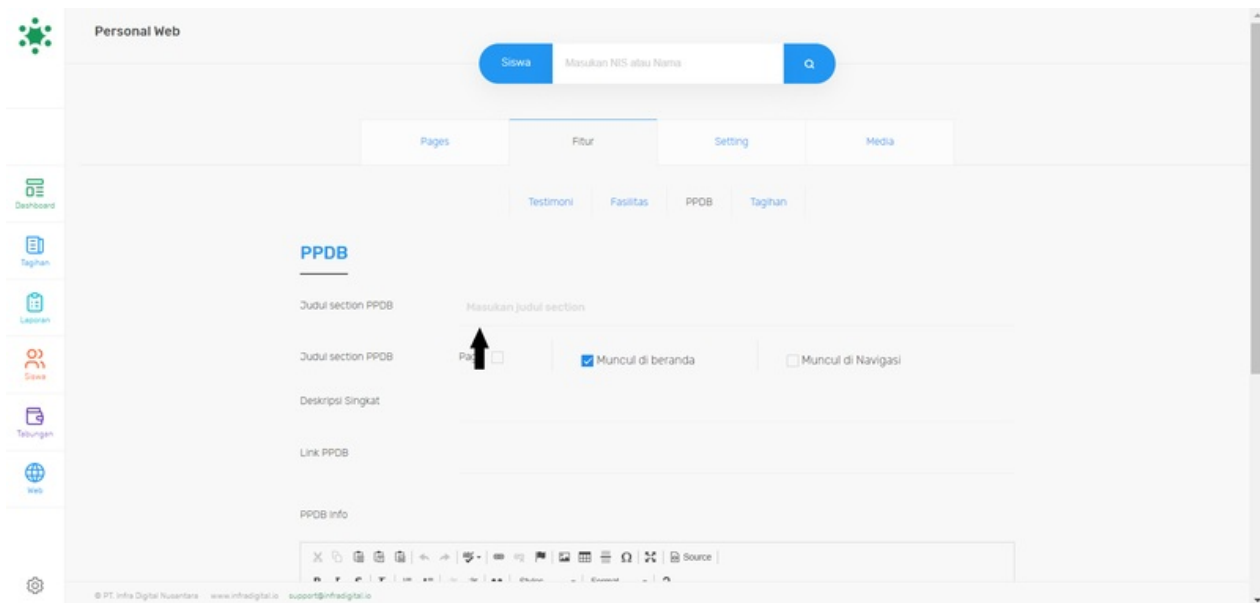 Personal Web
Siswa Masukan NIS atau Nama
Pages Fitur Setting Media
Dashboard
Testimoni Fasilitas PPDB Tagihan
Tagihan
PPDB
Laporan
Judul section PPDB Masukan judul section
Siswa
Judul section PPDB Muncul di beranda Muncul di Navigasi
Deskripsi Singkat
Tabungan
Link PPDB
Web
PPDB Info
Source
© PT. Infra Digital Nusantara www.infradigital.io support@infradigital.io